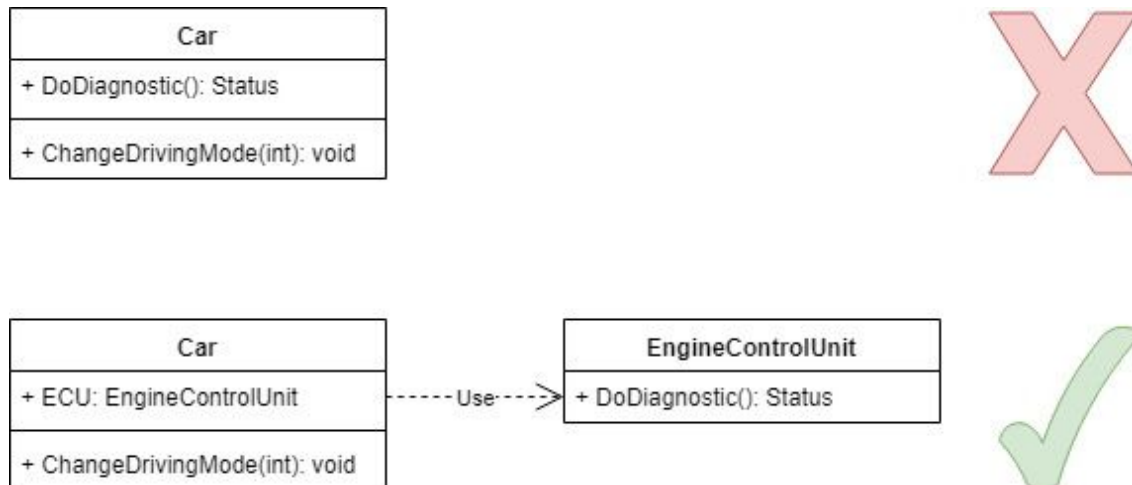 Car
+ DoDiagnostic(): Status
+ ChangeDrivingMode(int): void
Car
+ ECU: EngineControlUnit
+ ChangeDrivingMode(int): void
Use
EngineControlUnit
+ DoDiagnostic(): Status